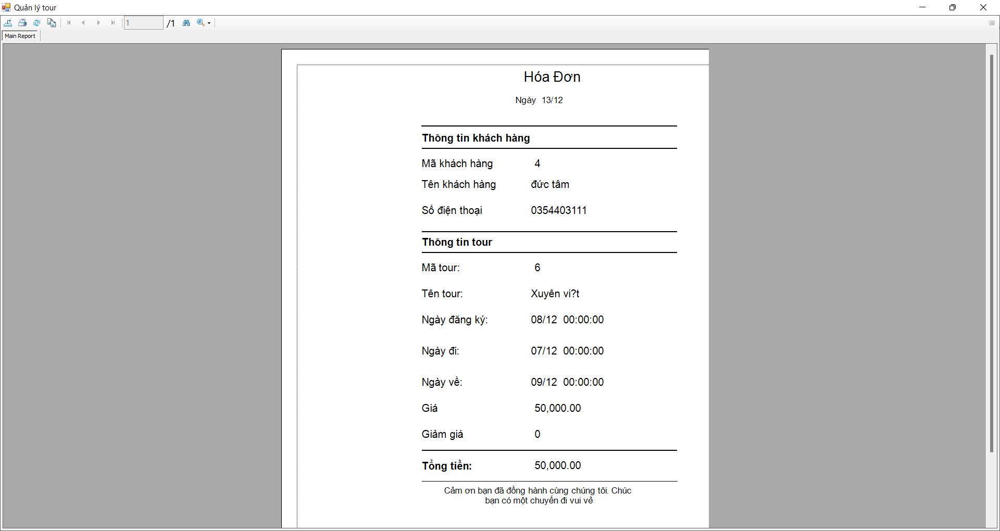 Quản lý tour
1 /1
Main Report
Hóa Đơn
Ngày 13/12
Thông tin khách hàng
Mã khách hàng 4
Tên khách hàng đức tâm
Số điện thoại 0354403111
Thông tin tour
Mã tour: 6
Tên tour: Xuyên vi?t
Ngày đăng ký: 08/12 00:00:00
Ngày đi: 07/12 00:00:00
Ngày về: 09/12 00:00:00
Giá 50,000.00
Giảm giá 0
Tổng tiền: 50,000.00
Cảm ơn bạn đã đồng hành cùng chúng tôi. Chúc
bạn có một chuyến đi vui vẻ